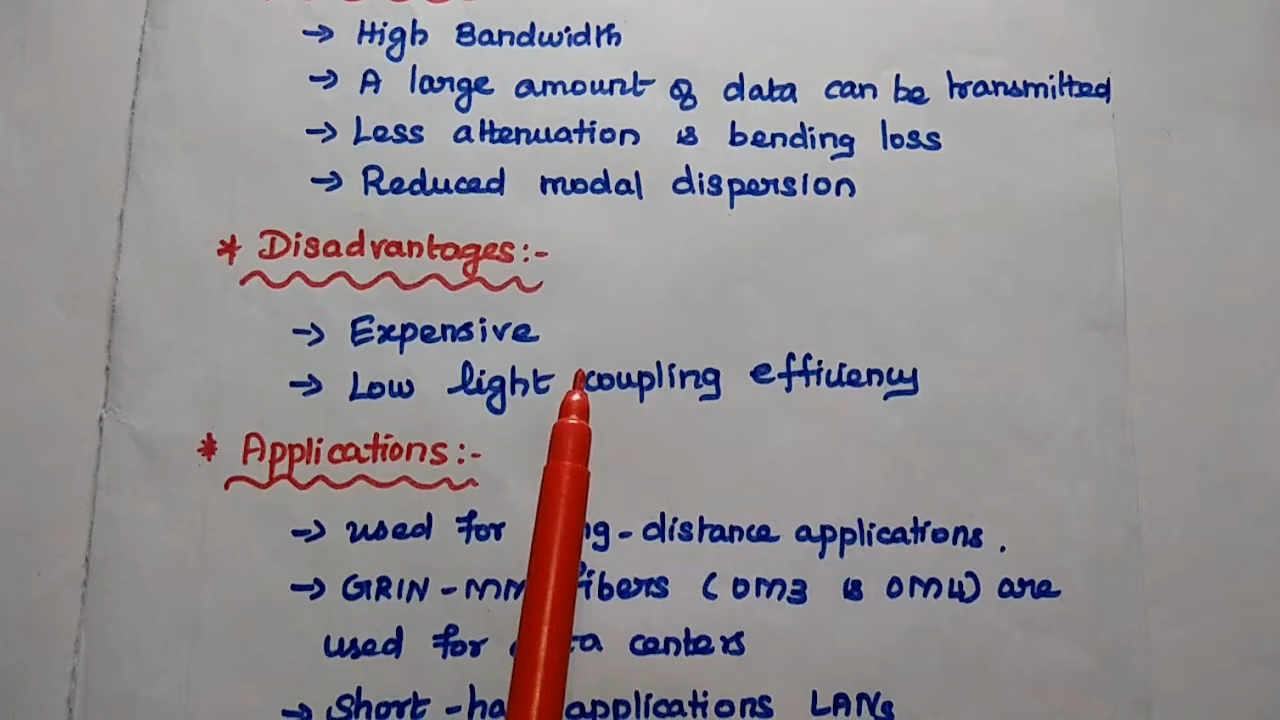 → High Bandwidth
→ A large amount of data can be transmitted
→ Less attenuation & bending loss
→ Reduced modal dispersion
* Disadvantages:-
→ Expensive
→ Low light coupling efficiency
* Applications:-
→ used for -distance applications.
→ GRIN - fibers (OM3 & OM4) are
used for centers
→ Short - applications LANs